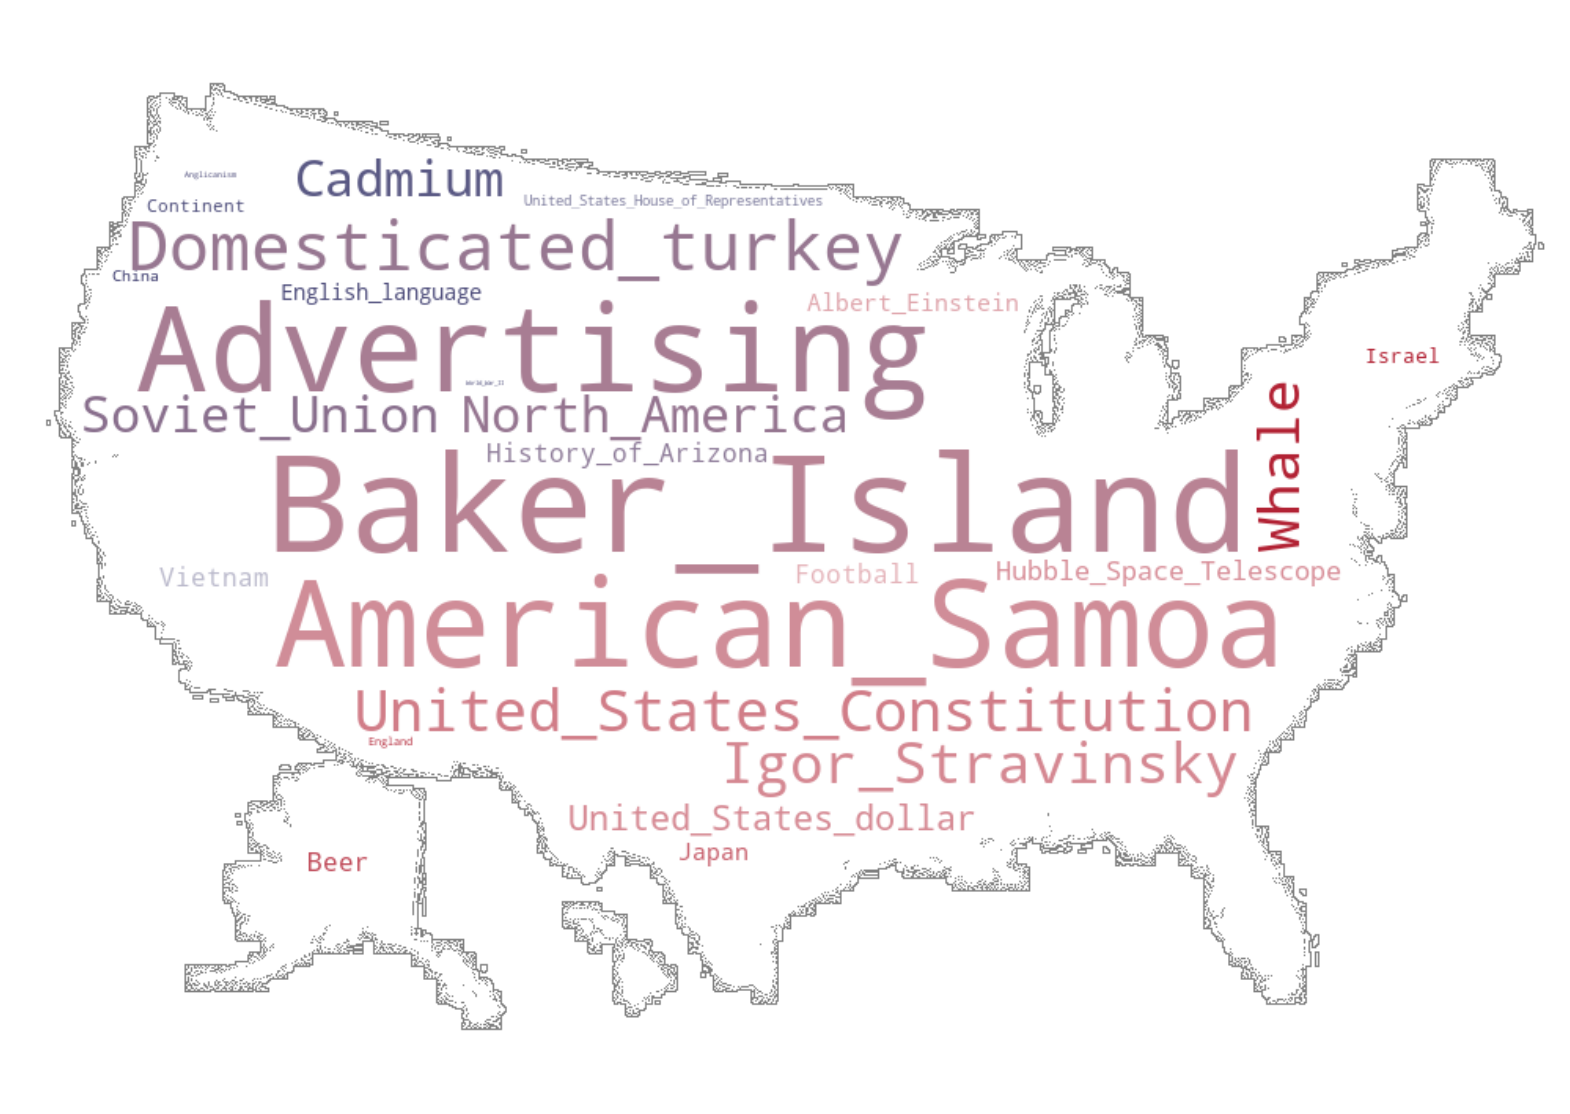 Anglicanism
Cadmium
Continent
United_States_House_of_Representatives
Domesticated_turkey
China
English_language
Albert_Einstein
Advertising
Israel
World_War_II
Whale
Soviet_Union
North_America
History_of_Arizona
Baker_Island
Vietnam
Football
Hubble_Space_Telescope
American_Samoa
United_States_Constitution
England
Igor_Stravinsky
United_States_dollar
Japan
Beer